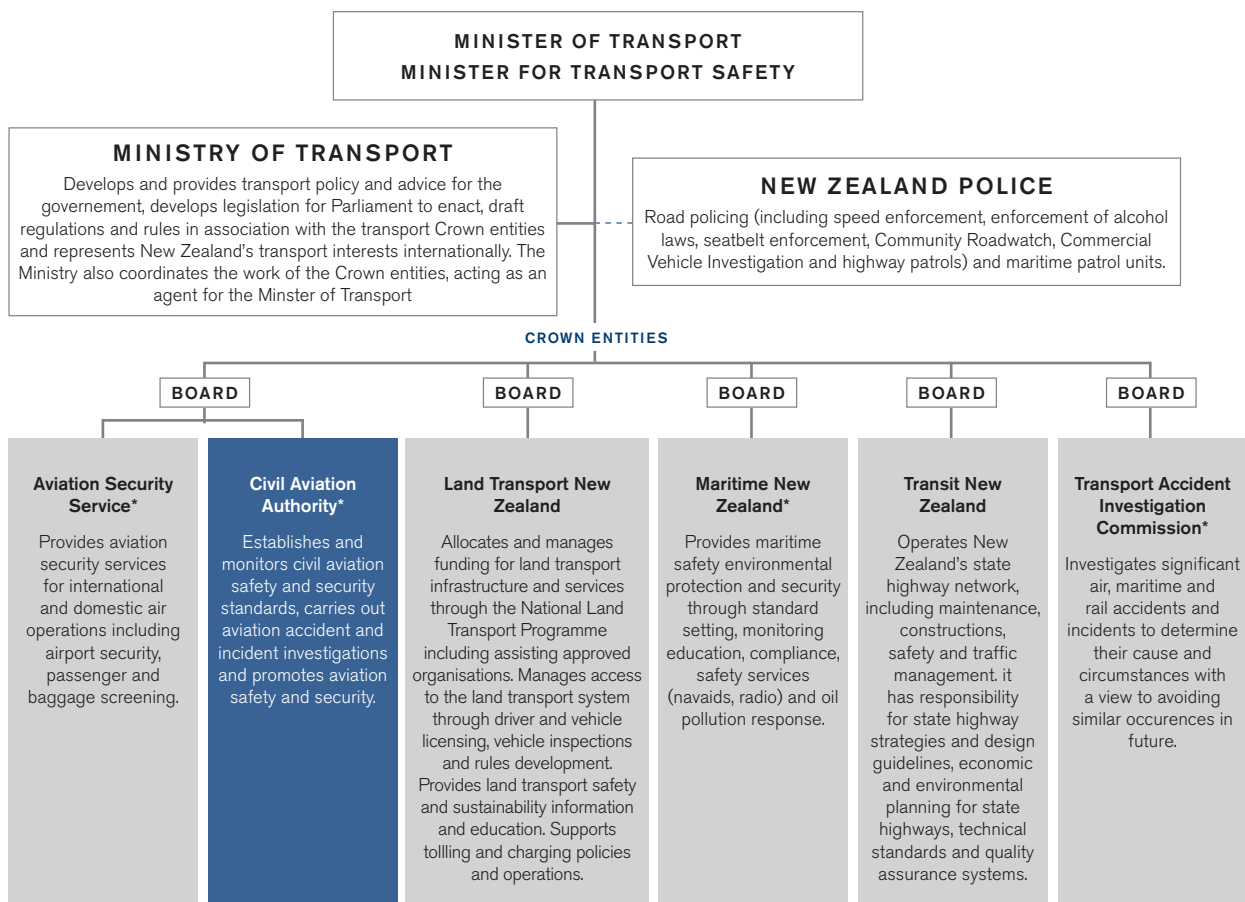 MINISTER OF TRANSPORT
MINISTER FOR TRANSPORT SAFETY
MINISTRY OF TRANSPORT
Develops and provides transport policy and advice for the
governement, develops legislation for Parliament to enact, draft
regulations and rules in association with the transport Crown entities
and represents New Zealand's transport interests internationally. The
Ministry also coordinates the work of the Crown entities, acting as an
agent for the Minster of Transport
NEW ZEALAND POLICE
Road policing (including speed enforcement, enforcement of alcohol
laws, seatbelt enforcement, Community Roadwatch, Commercial
Vehicle Investigation and highway patrols) and maritime patrol units.
CROWN ENTITIES
BOARD
BOARD
BOARD
BOARD
BOARD
Aviation Security
Service*
Provides aviation
security services
for international
and domestic air
operations including
airport security,
passenger and
baggage screening.
Civil Aviation
Authority*
Establishes and
monitors civil aviation
safety and security
standards, carries out
aviation accident and
incident investigations
and promotes aviation
safety and security.
Land Transport New
Zealand
Allocates and manages
funding for land transport
infrastructure and services
through the National Land
Transport Programme
including assisting approved
organisations. Manages access
to the land transport system
through driver and vehicle
licensing, vehicle inspections
and rules development.
Provides land transport safety
and sustainability information
and education. Supports
tollling and charging policies
and operations.
Maritime New
Zealand*
Provides maritime
safety environmental
protection and security
through standard
setting, monitoring
education, compliance,
safety services
(navaids, radio) and oil
pollution response.
Transit New
Zealand
Operates New
Zealand's state
highway network,
including maintenance,
constructions,
safety and traffic
management. it
has responsibility
for state highway
strategies and design
guidelines, economic
and environmental
planning for state
highways, technical
standards and quality
assurance systems.
Transport Accident
Investigation
Commission*
Investigates significant
air, maritime and
rail accidents and
incidents to determine
their cause and
circumstances with
a view to avoiding
similar occurences in
future.